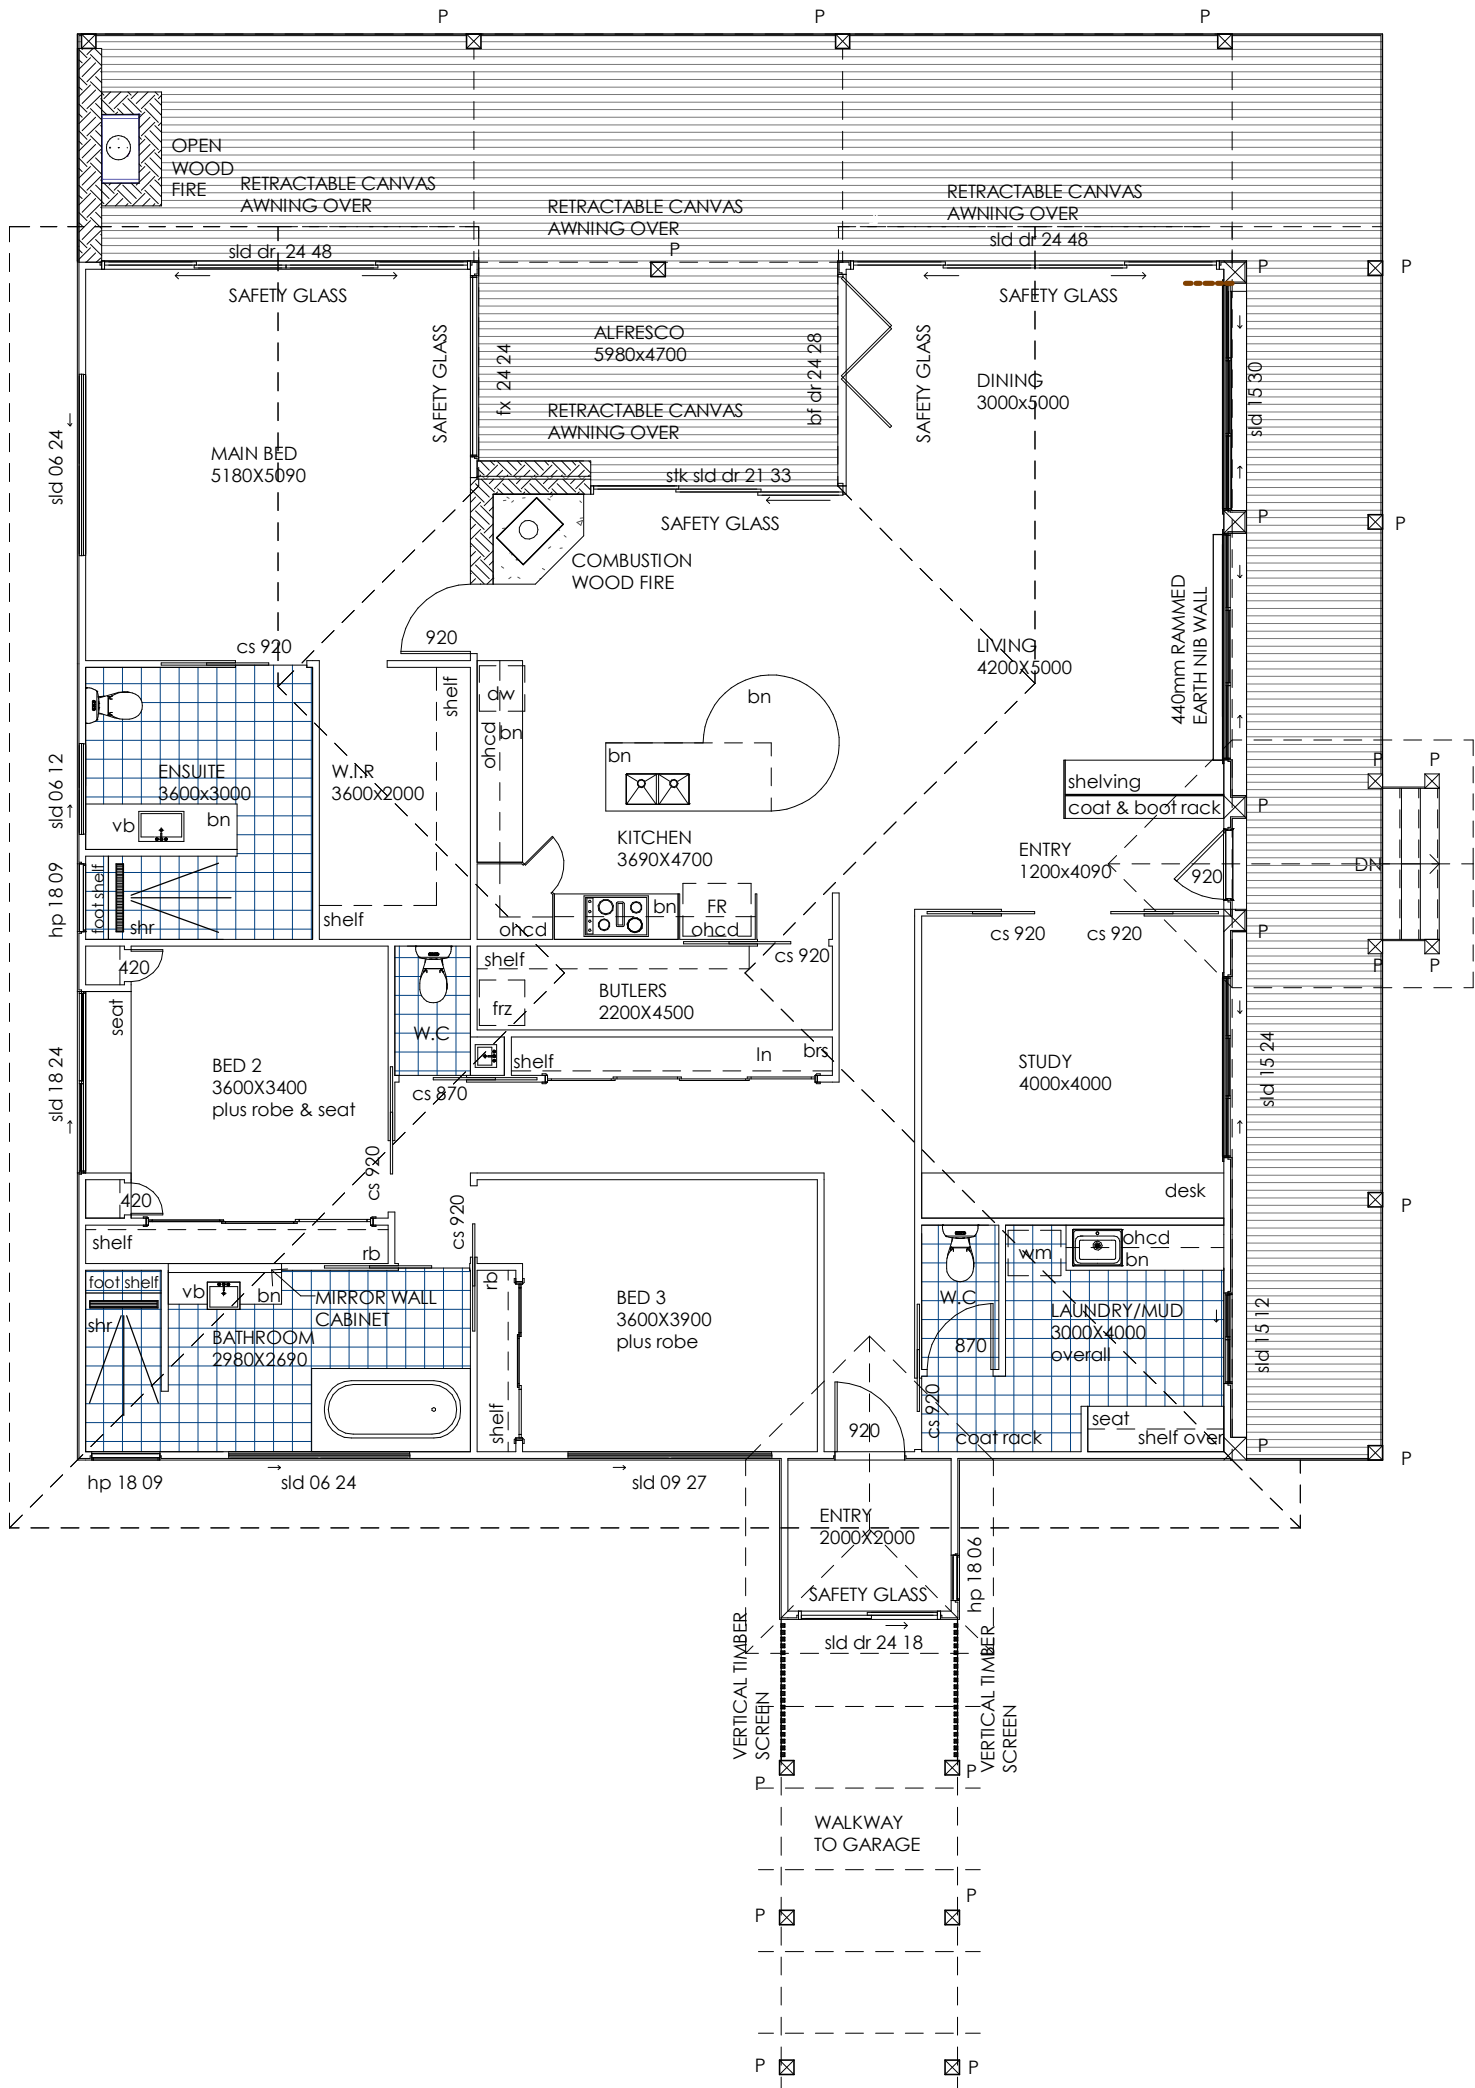 P
P
P
OPEN
WOOD
FIRE
RETRACTABLE CANVAS
AWNING OVER
RETRACTABLE CANVAS
AWNING OVER
RETRACTABLE CANVAS
AWNING OVER
sld dr 24 48
P
sld dr 24 48
P
P
SAFETY GLASS
SAFETY GLASS
SAFETY GLASS
fx 24 24
ALFRESCO
5980x4700
bf dr 24 28
SAFETY GLASS
DINING
3000x5000
sld 15 30
RETRACTABLE CANVAS
AWNING OVER
sld 06 24
MAIN BED
5180X5090
stk sld dr 21 33
SAFETY GLASS
P
P
COMBUSTION
WOOD FIRE
440mm RAMMED
EARTH NIB WALL
cs 920
920
LIVING
4200X5000
shelf
dw
ohcd
bn
bn
bn
sld 06 12
ENSUITE
3600x3000
W.I.R
3600x2000
shelving
coat & boot rack
P
P
P
vb
bn
KITCHEN
3690X4700
ENTRY
1200x4090
920
DN
hp 18 09
foot shelf
shr
shelf
ohcd
bn
FR
ohcd
cs 920
cs 920
cs 920
P
P
P
420
seat
shelf
frz
BUTLERS
2200X4500
W.C
sld 18 24
BED 2
3600X3400
plus robe & seat
shelf
ln
brs
cs 870
STUDY
4000x4000
sld 15 24
cs 920
420
cs 920
desk
P
shelf
rb
foot shelf
vb
bn
MIRROR WALL
CABINET
rb
BED 3
3600X3900
plus robe
wm
ohcd
bn
W.C
LAUNDRY/MUD
3000X4000
overall
sld 15 12
shr
BATHROOM
2980X2690
870
shelf
920
cs 920
coat rack
seat
shelf over
P
P
hp 18 09
sld 06 24
sld 09 27
ENTRY
2000X2000
hp 18 06
SAFETY GLASS
sld dr 24 18
VERTICAL TIMBER
SCREEN
VERTICAL TIMBER
SCREEN
P
P
WALKWAY
TO GARAGE
P
P
P
P